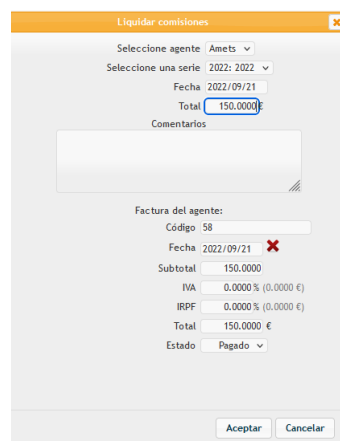 Liquidar comisiones
Seleccione agente Amets
Seleccione una serie 2022: 2022
Fecha 2022/09/21
Total 150.0000 €
Comentarios
Factura del agente:
Código 58
Fecha 2022/09/21
Subtotal 150.0000
IVA 0.0000 % (0.0000 €)
IRPF 0.0000 % (0.0000 €)
Total 150.0000 €
Estado Pagado
Aceptar Cancelar